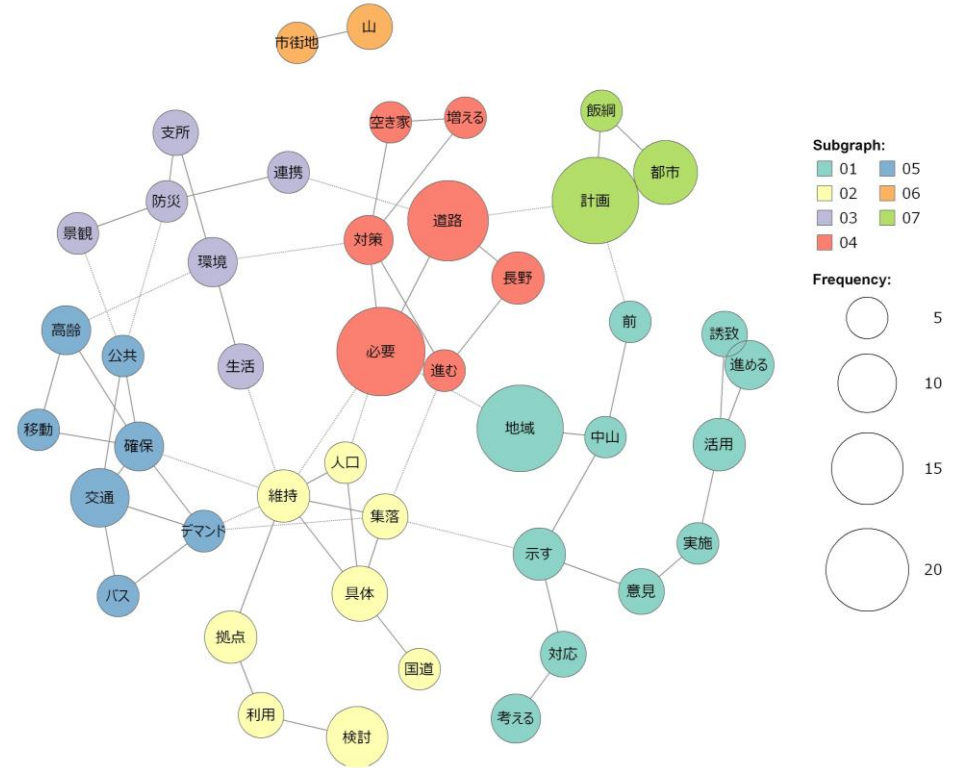 山
市街地
空き家
増える
飯綱
支所
連携
都市
防災
計画
道路
景観
対策
環境
長野
前
高齢
誘致
公共
必要
進める
生活
進む
移動
地域
中山
活用
確保
人口
交通
維持
集落
デマンド
実施
示す
バス
具体
意見
拠点
対応
国道
利用
考える
検討
Subgraph:
01
05
02
06
03
07
04
Frequency:
5
10
15
20